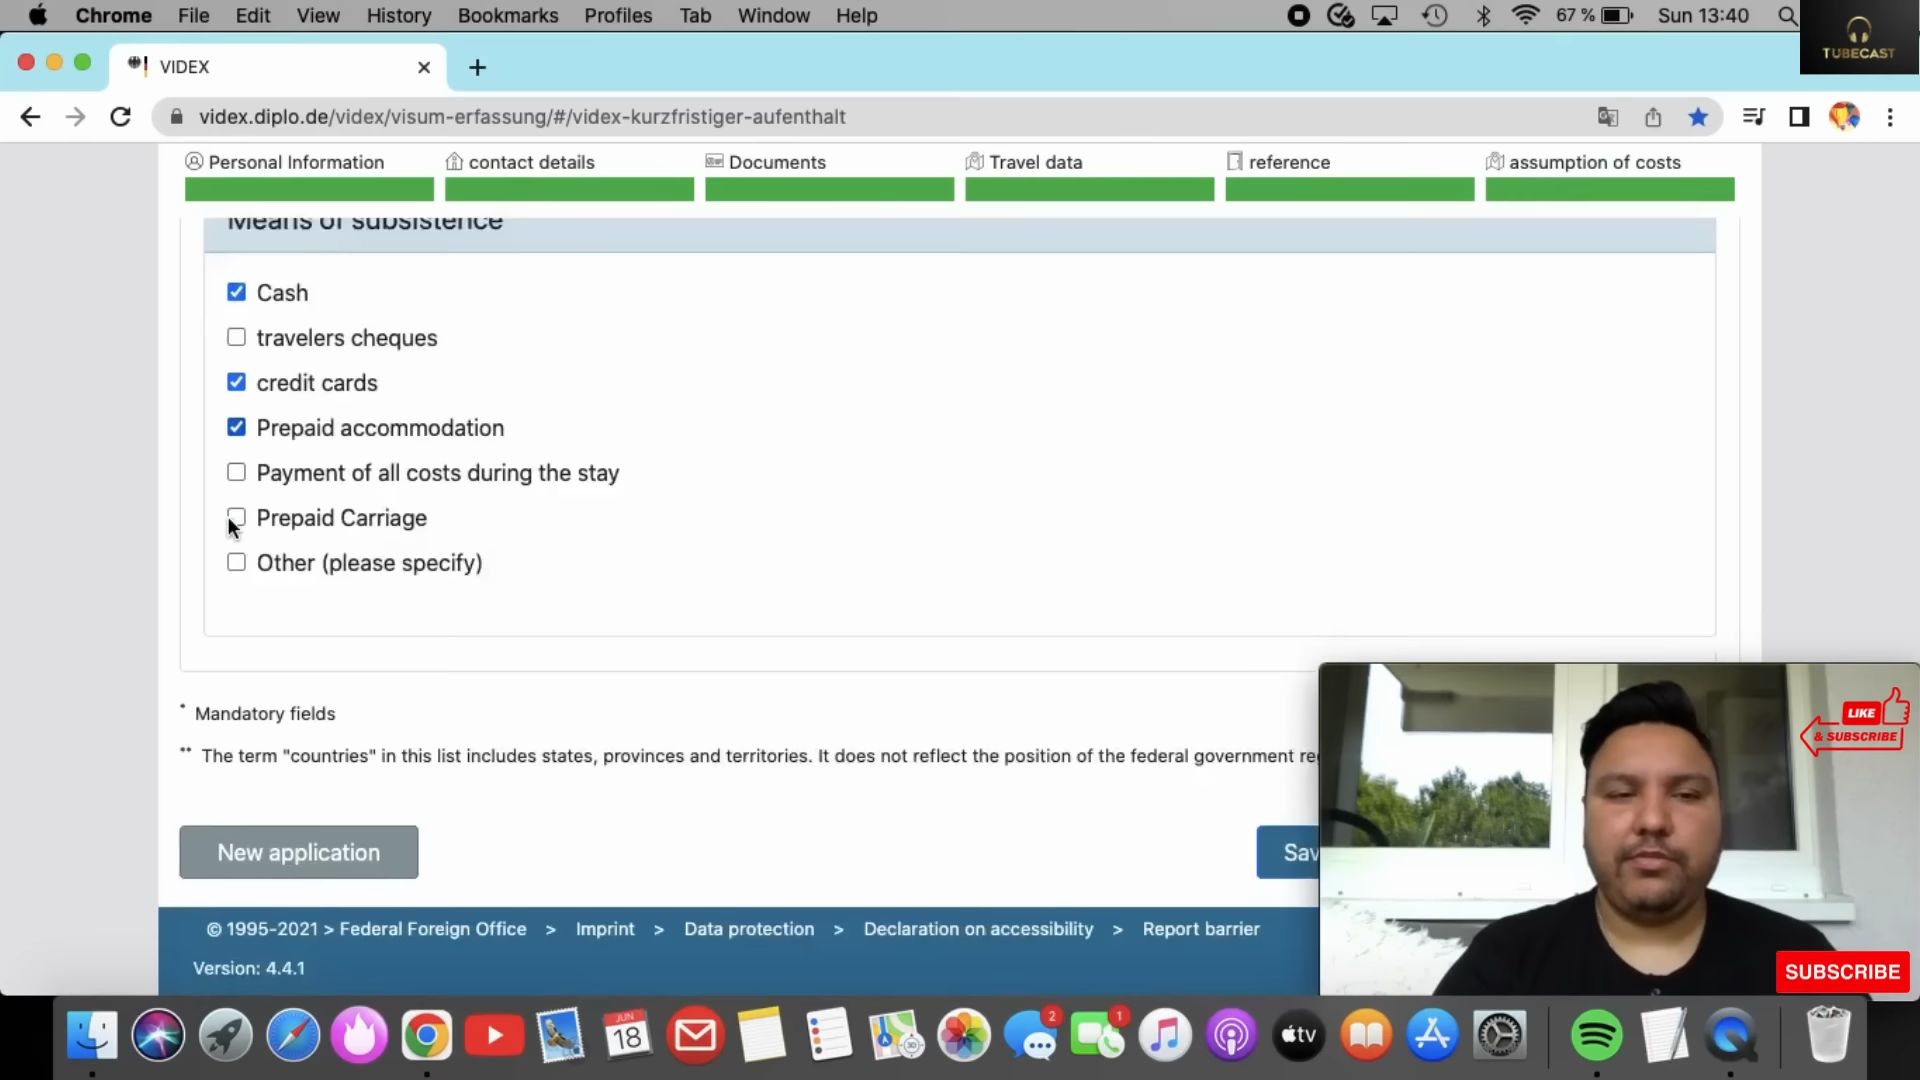 Chrome File Edit View History Bookmarks Profiles Tab Window Help 67 % Sun 13:40
TUBECAST
VIDEX
videx.diplo.de/videx/visum-erfassung/#/videx-kurzfristiger-aufenthalt
Personal Information contact details Documents Travel data reference assumption of costs
Means of subsistence
Cash
travelers cheques
credit cards
Prepaid accommodation
Payment of all costs during the stay
Prepaid Carriage
Other (please specify)
* Mandatory fields
** The term "countries" in this list includes states, provinces and territories. It does not reflect the position of the federal government re
LIKE
& SUBSCRIBE
New application Sav
© 1995-2021 > Federal Foreign Office > Imprint > Data protection > Declaration on accessibility > Report barrier
Version: 4.4.1
SUBSCRIBE
JUN
18
2
1
tv